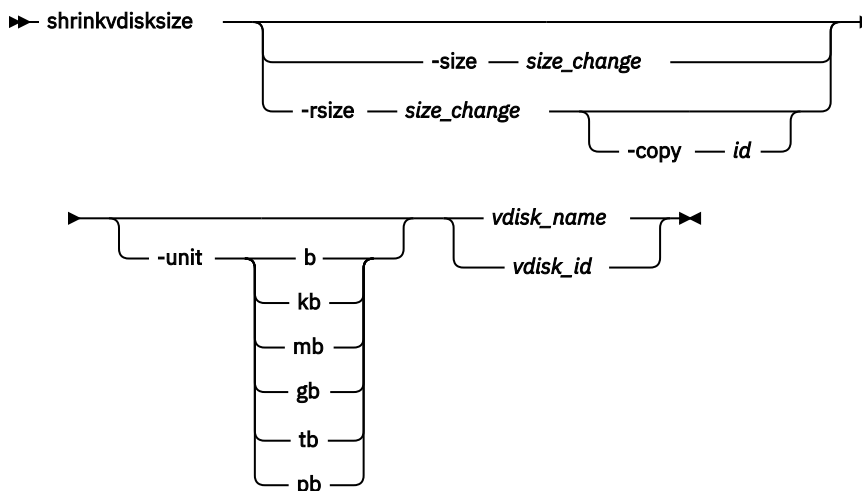 shrinkvdisksize
-size size_change
-rsize size_change
-copy id
-unit b vdisk_name
vdisk_id
kb
mb
gb
tb
pb